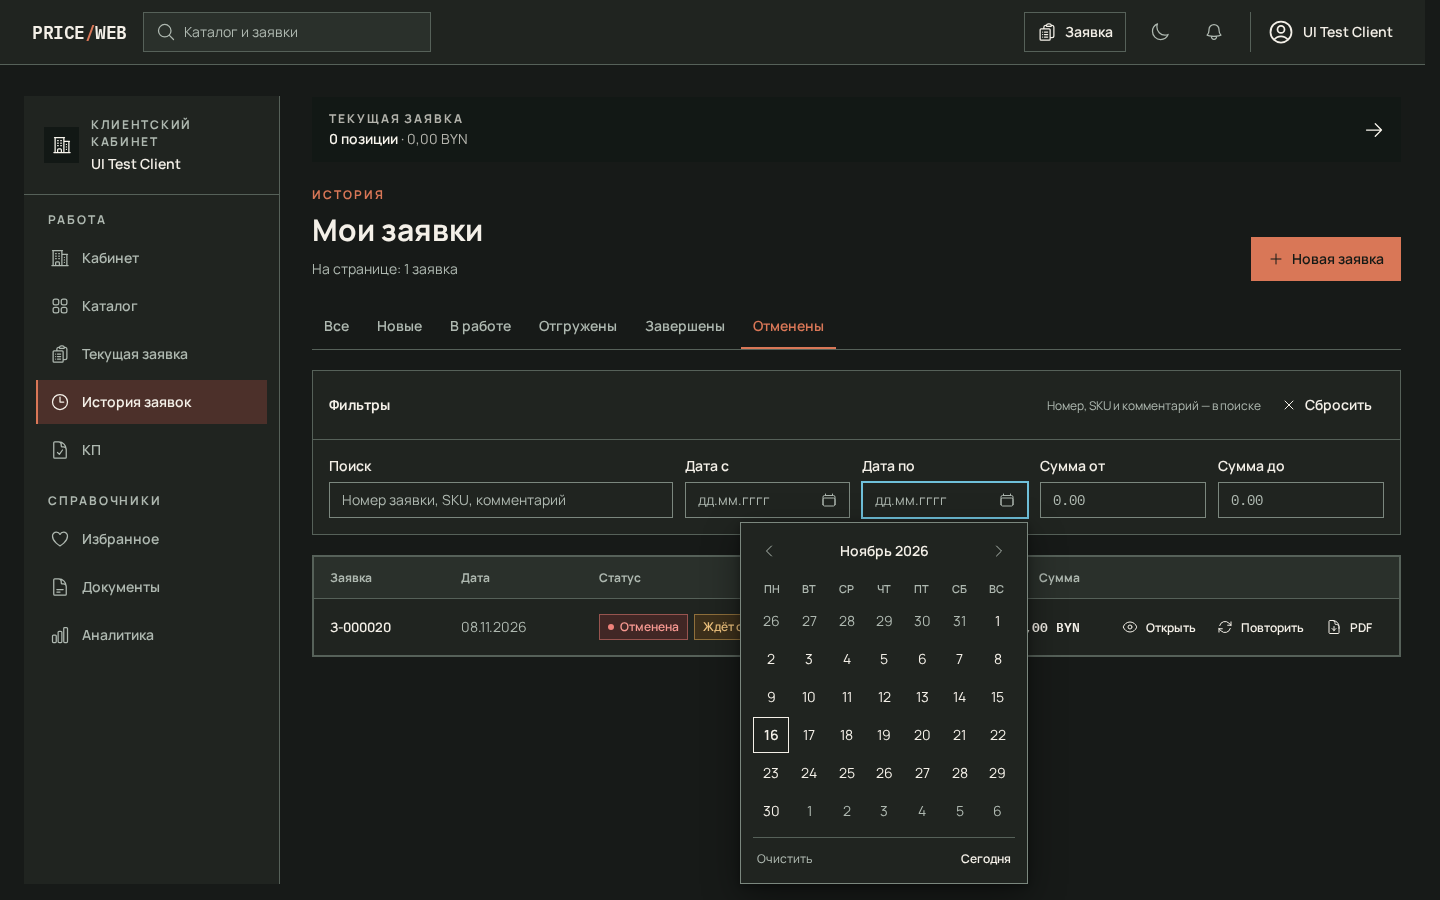 PRICE/WEB
Каталог и заявки
Заявка
UI Test Client
КЛИЕНТСКИЙ
КАБИНЕТ
UI Test Client
РАБОТА
Кабинет
Каталог
Текущая заявка
История заявок
КП
СПРАВОЧНИКИ
Избранное
Документы
Аналитика
ТЕКУЩАЯ ЗАЯВКА
0 позиции · 0,00 BYN
ИСТОРИЯ
Мои заявки
На странице: 1 заявка
Новая заявка
Все Новые В работе Отгружены Завершены Отменены
Фильтры
Номер, SKU и комментарий — в поиске
Сбросить
Поиск Дата с Дата по Сумма от Сумма до
Номер заявки, SKU, комментарий дд.мм.гггг дд.мм.гггг 0.00 0.00
Заявка Дата Статус Сумма
З-000020 08.11.2026 Отменена Ждёт .00 BYN Открыть Повторить PDF
Ноябрь 2026
ПН ВТ СР ЧТ ПТ СБ ВС
26 27 28 29 30 31 1
2 3 4 5 6 7 8
9 10 11 12 13 14 15
16 17 18 19 20 21 22
23 24 25 26 27 28 29
30 1 2 3 4 5 6
Очистить Сегодня